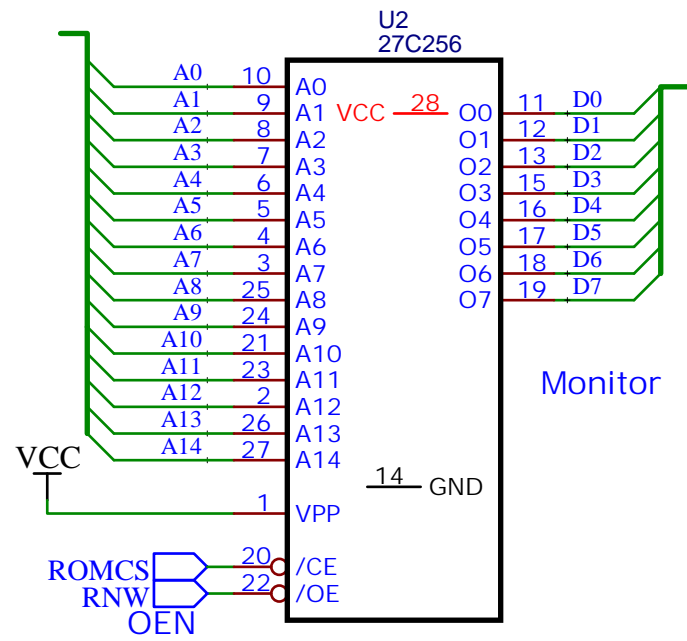 U2
27C256
A0 10 A0
A1 9 A1 VCC 28 O0 11 D0
A2 8 A2 O1 12 D1
A3 7 A3 O2 13 D2
A4 6 A4 O3 15 D3
A5 5 A5 O4 16 D4
A6 4 A6 O5 17 D5
A7 3 A7 O6 18 D6
A8 25 A8 O7 19 D7
A9 24 A9
A10 21 A10
A11 23 A11 Monitor
A12 2 A12
A13 26 A13
A14 27 A14
VCC 14 GND
1 VPP
ROMCS 20 /CE
RNW 22 /OE
OEN